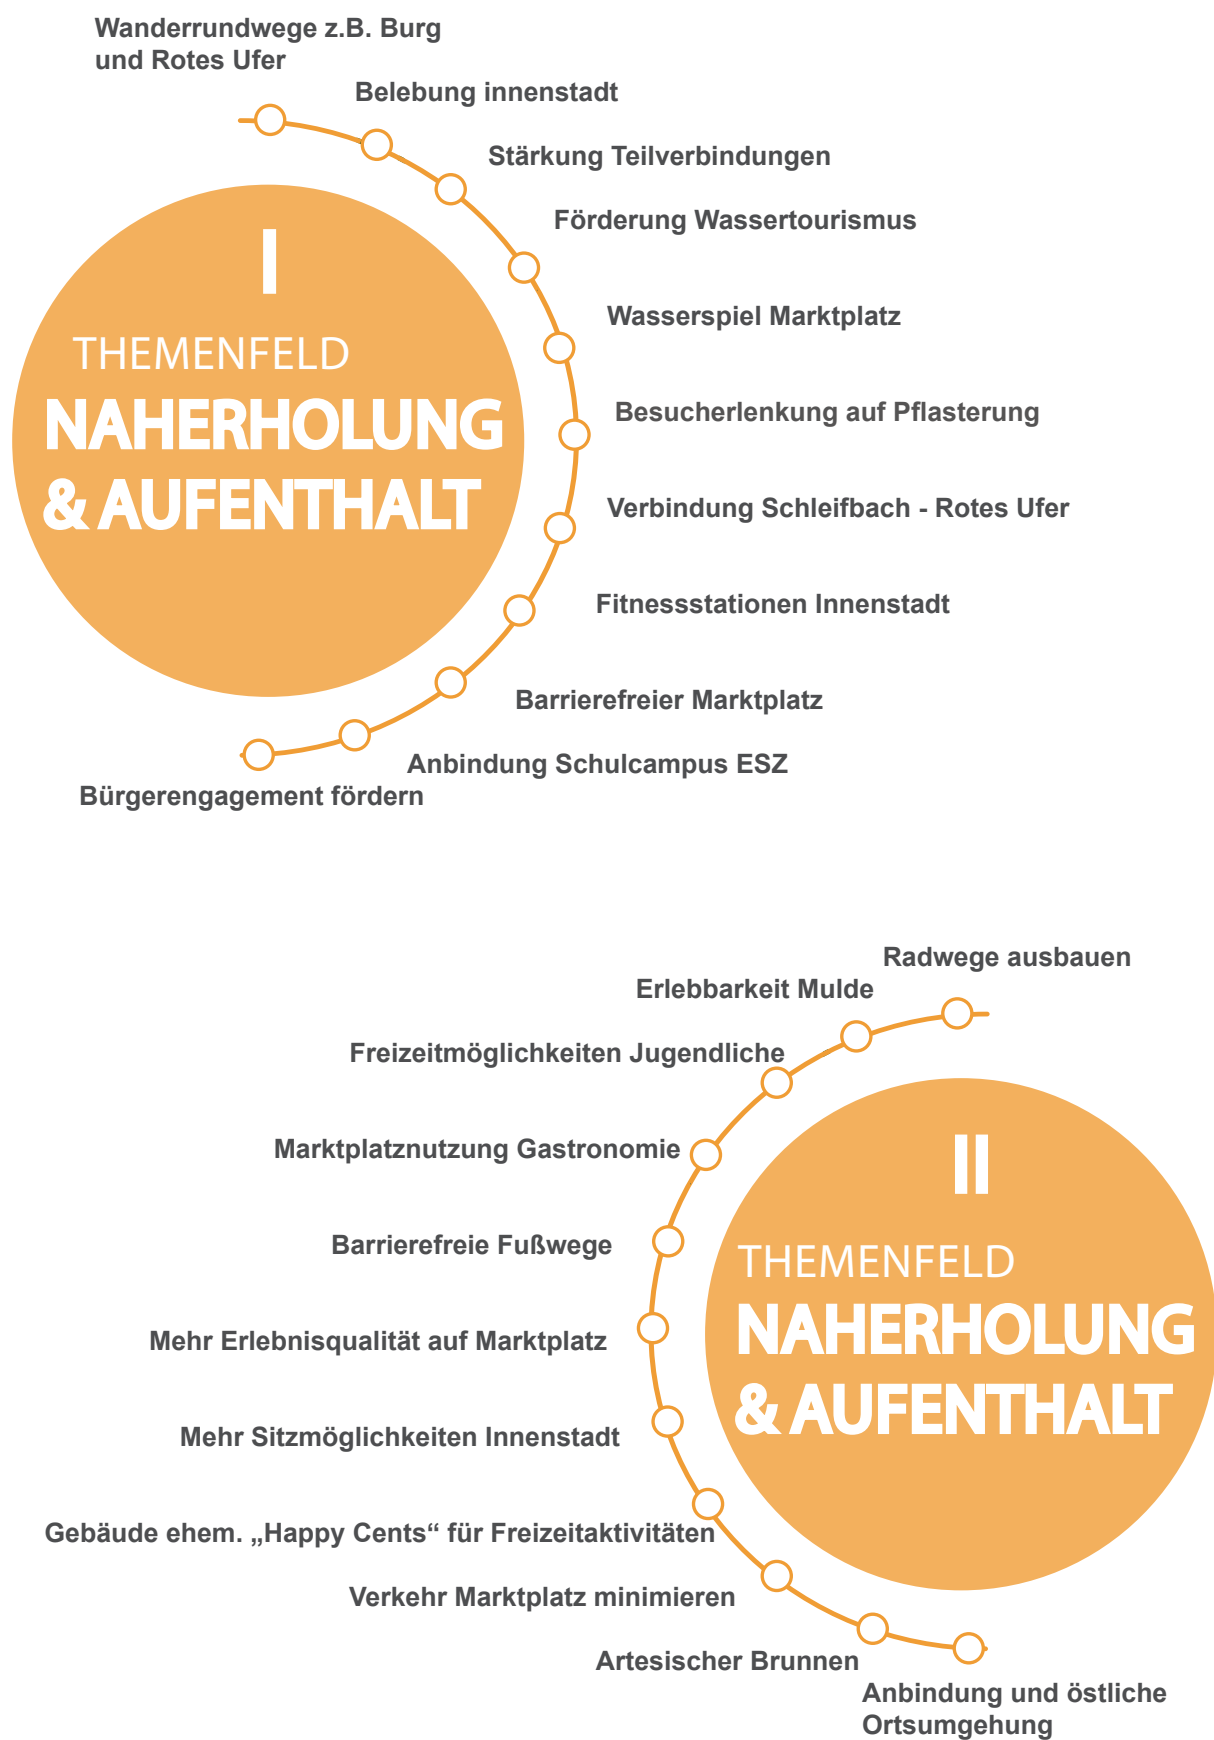 Wanderrundwege z.B. Burg
und Rotes Ufer
Belebung innenstadt
Stärkung Teilverbindungen
Förderung Wassertourismus
Wasserspiel Marktplatz
Besucherlenkung auf Pflasterung
Verbindung Schleifbach - Rotes Ufer
Fitnessstationen Innenstadt
Barrierefreier Marktplatz
Anbindung Schulcampus ESZ
Bürgerengagement fördern
I
THEMENFELD
NAHERHOLUNG
& AUFENTHALT
Radwege ausbauen
Erlebbarkeit Mulde
Freizeitmöglichkeiten Jugendliche
Marktplatznutzung Gastronomie
Barrierefreie Fußwege
Mehr Erlebnisqualität auf Marktplatz
Mehr Sitzmöglichkeiten Innenstadt
Gebäude ehem. „Happy Cents“ für Freizeitaktivitäten
Verkehr Marktplatz minimieren
Artesischer Brunnen
Anbindung und östliche
Ortsumgehung
II
THEMENFELD
NAHERHOLUNG
& AUFENTHALT